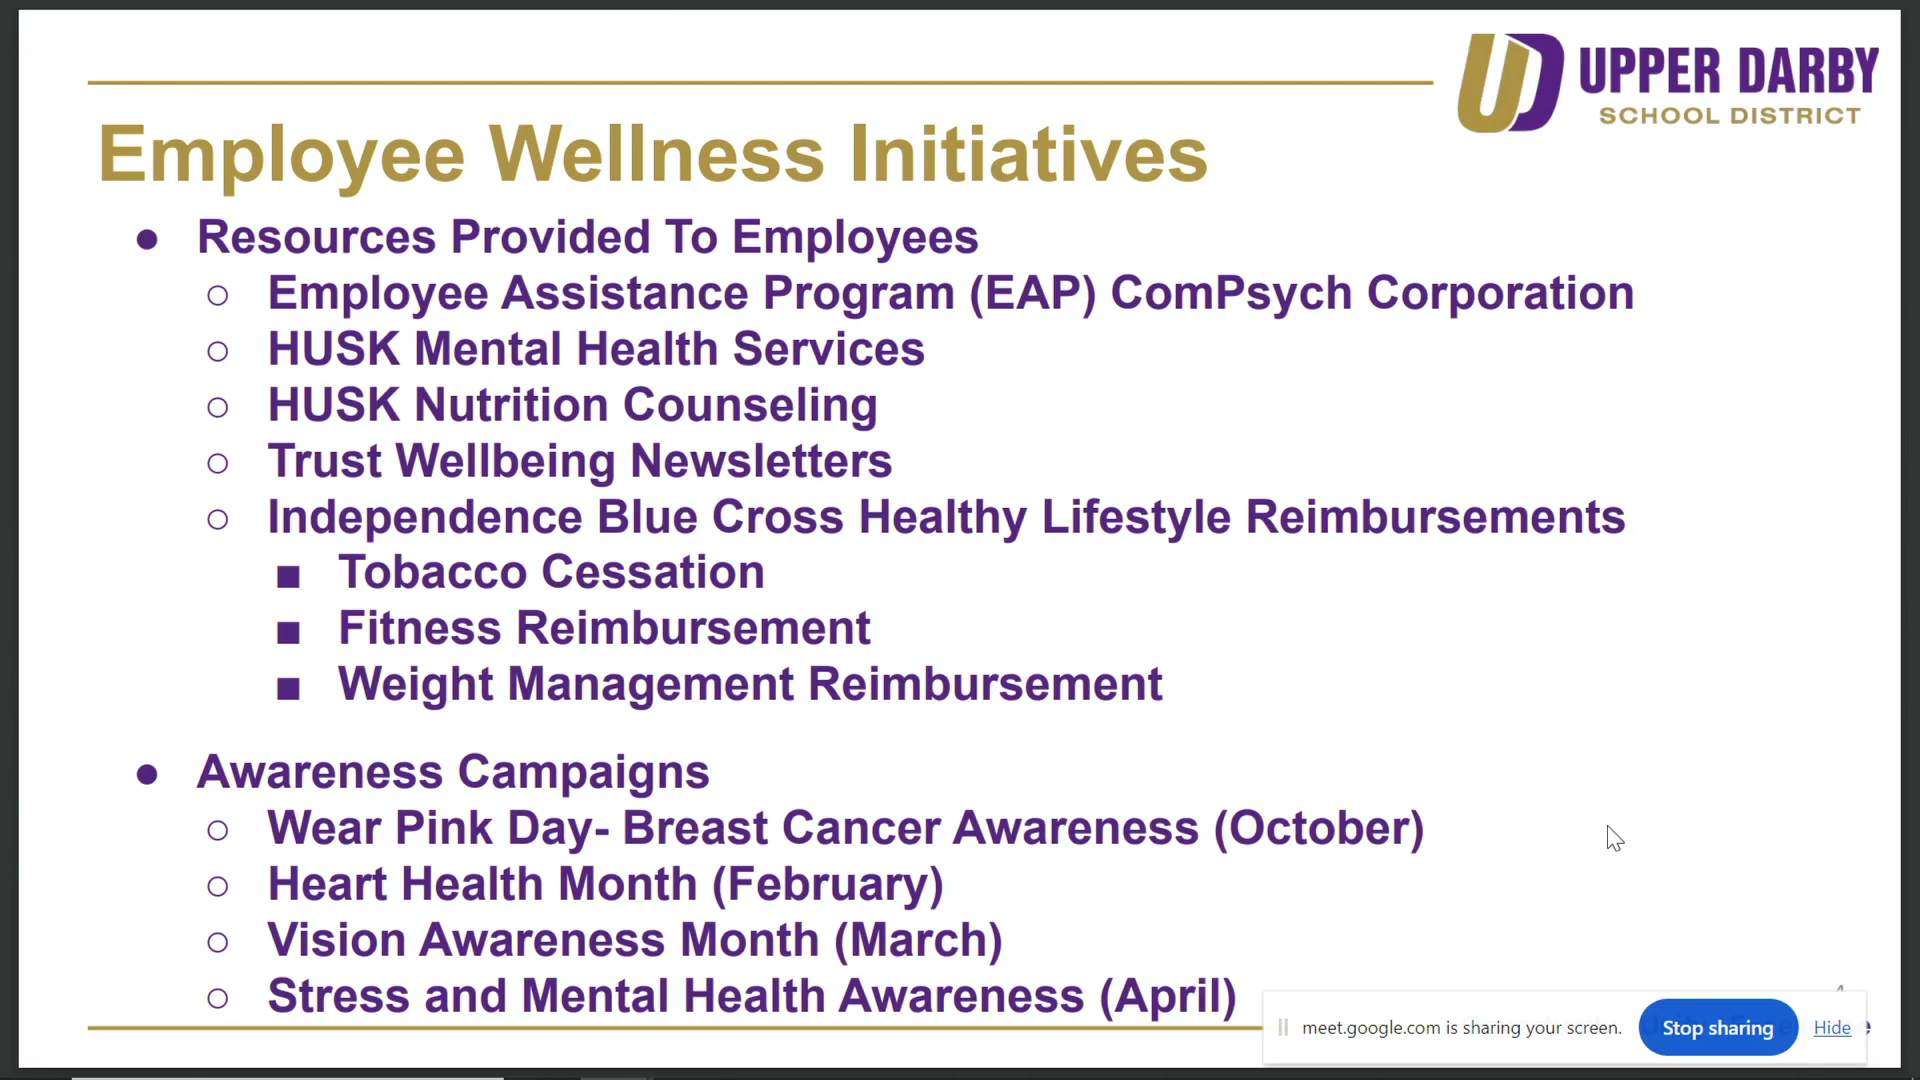 UPPER DARBY
SCHOOL DISTRICT
Employee Wellness Initiatives
● Resources Provided To Employees
○ Employee Assistance Program (EAP) ComPsych Corporation
○ HUSK Mental Health Services
○ HUSK Nutrition Counseling
○ Trust Wellbeing Newsletters
○ Independence Blue Cross Healthy Lifestyle Reimbursements
■ Tobacco Cessation
■ Fitness Reimbursement
■ Weight Management Reimbursement
● Awareness Campaigns
○ Wear Pink Day- Breast Cancer Awareness (October)
○ Heart Health Month (February)
○ Vision Awareness Month (March)
○ Stress and Mental Health Awareness (April)
meet.google.com is sharing your screen. Stop sharing Hide